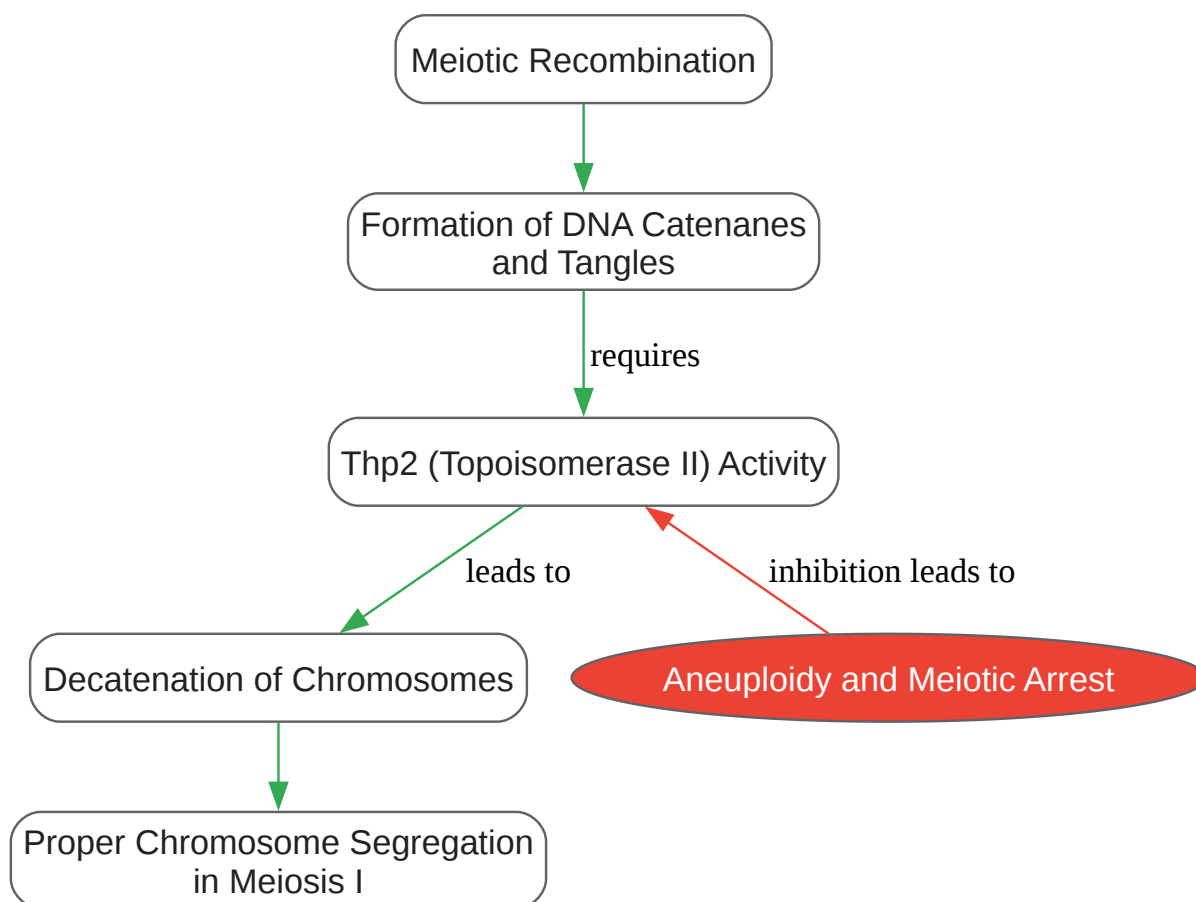 Meiotic Recombination
Formation of DNA Catenanes
and Tangles
requires
Thp2 (Topoisomerase II) Activity
leads to
inhibition leads to
Decatenation of Chromosomes
Aneuploidy and Meiotic Arrest
Proper Chromosome Segregation
in Meiosis I